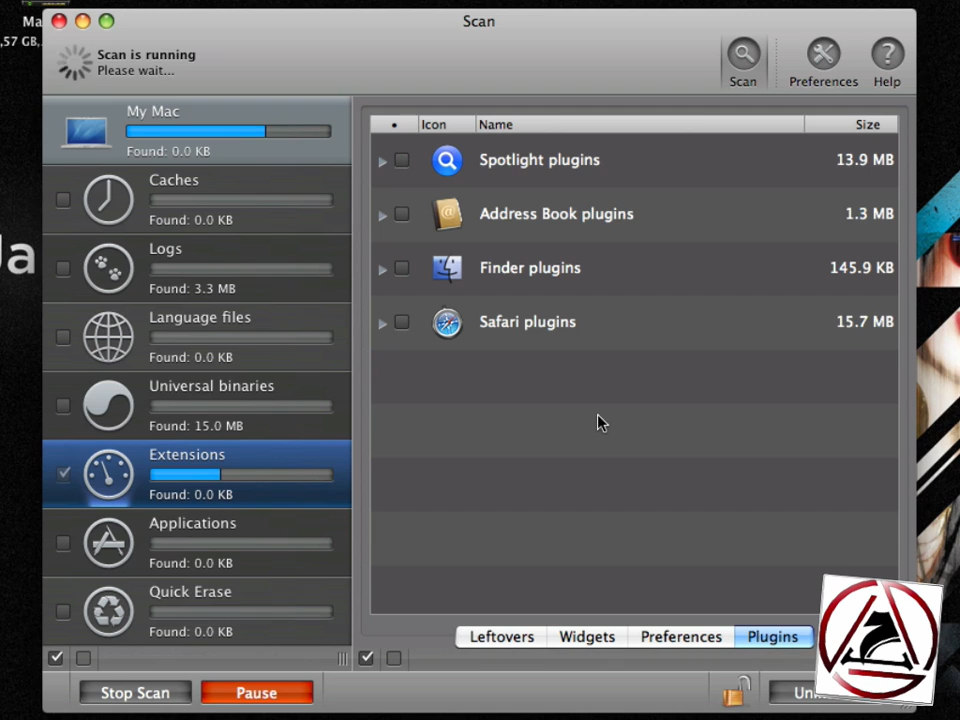 Ma
,57 GB,
Ja
Scan
Scan is running
Please wait...
Scan
Preferences
Help
My Mac
Found: 0.0 KB
Caches
Found: 0.0 KB
Logs
Found: 3.3 MB
Language files
Found: 0.0 KB
Universal binaries
Found: 15.0 MB
Extensions
Found: 0.0 KB
Applications
Found: 0.0 KB
Quick Erase
Found: 0.0 KB
• Icon Name Size
Spotlight plugins 13.9 MB
Address Book plugins 1.3 MB
Finder plugins 145.9 KB
Safari plugins 15.7 MB
Leftovers Widgets Preferences Plugins
Stop Scan Pause